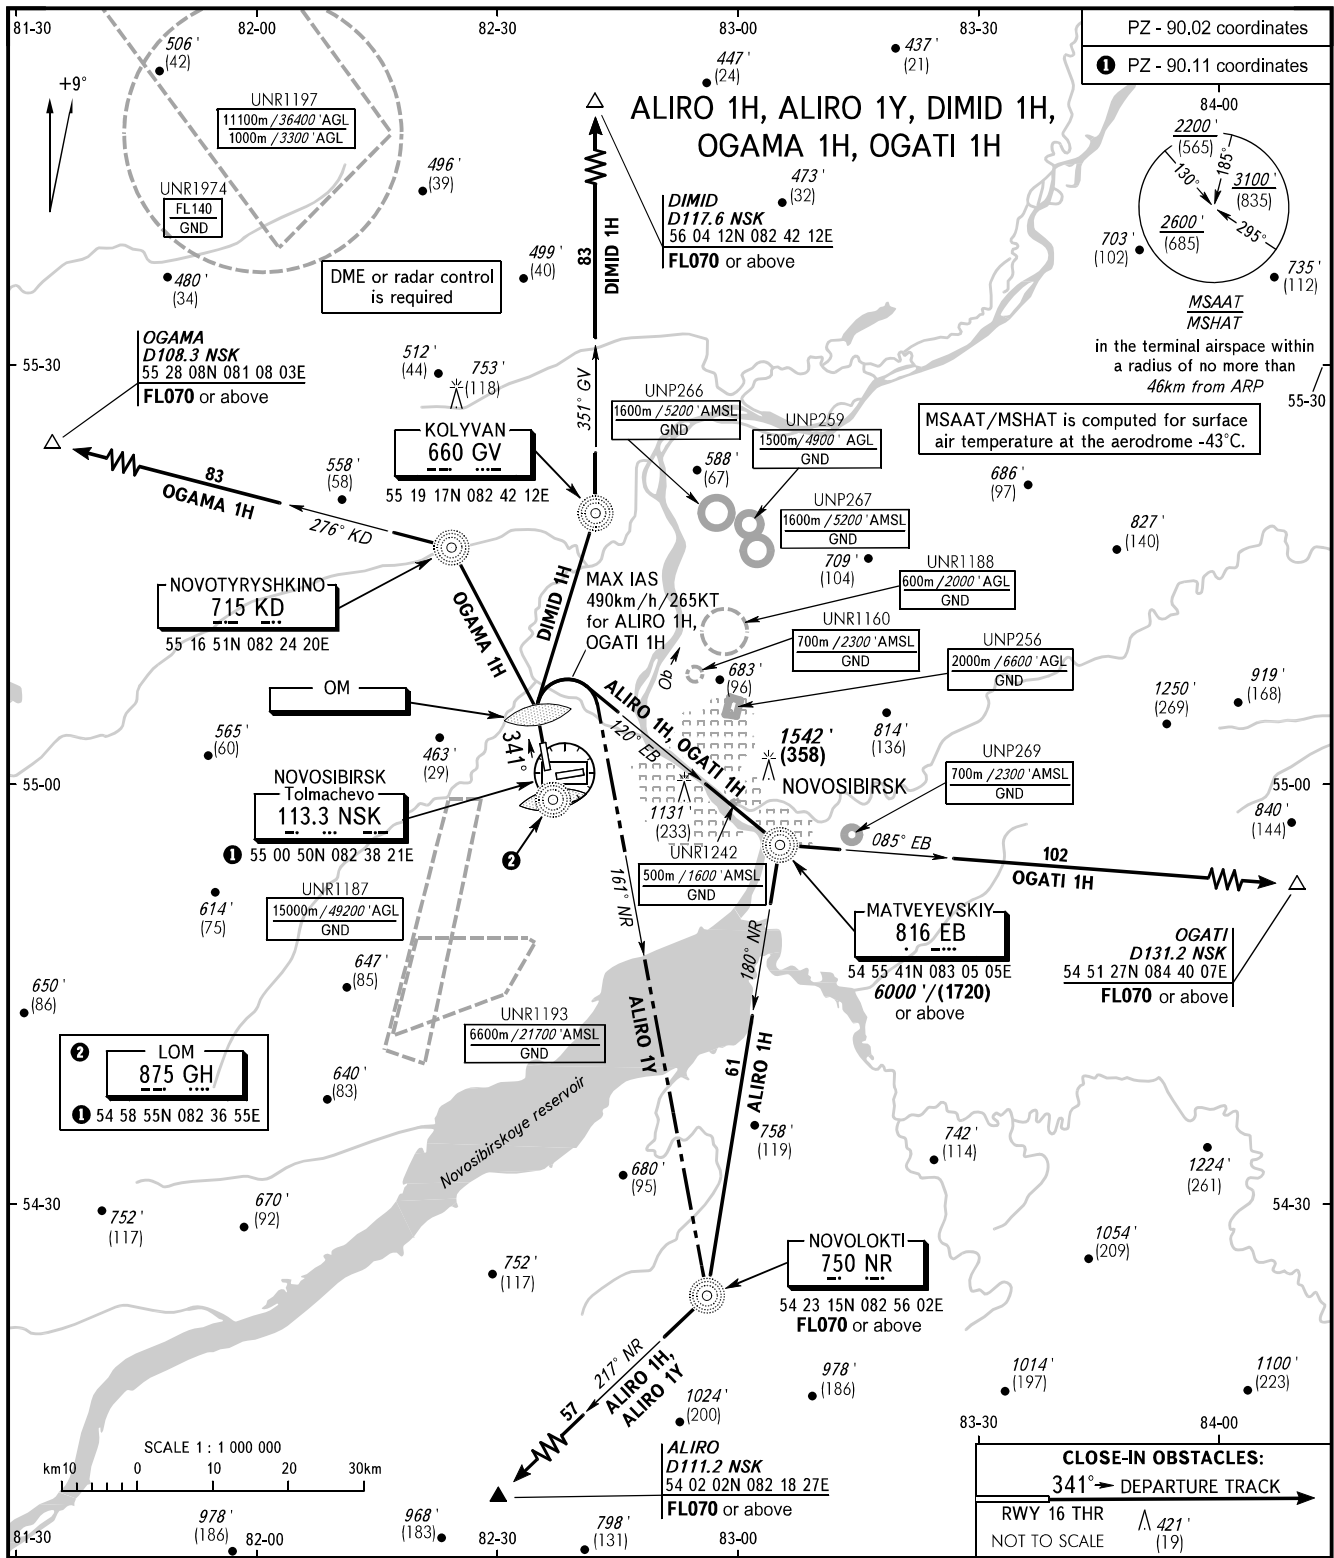 81-30
82-00
82-30
83-00
83-30
PZ - 90.02 coordinates
❶ PZ - 90.11 coordinates
84-00
506'
(42)
447'
(24)
437'
(21)
+9°
UNR1197
11100m/36400'AGL
1000m/3300'AGL
ALIRO 1H, ALIRO 1Y, DIMID 1H,
OGAMA 1H, OGATI 1H
2200'
(565)
185°
130°
3100'
(835)
2600'
(685)
295°
496'
(39)
473'
(32)
UNR1974
FL140
GND
DIMID
D117.6 NSK
56 04 12N 082 42 12E
FL070 or above
83
DIMID 1H
703'
(102)
735'
(112)
499'
(40)
480'
(34)
DME or radar control
is required
MSAAT
MSHAT
in the terminal airspace within
a radius of no more than
46km from ARP
OGAMA
D108.3 NSK
55 28 08N 081 08 03E
FL070 or above
55-30
55-30
512'
(44)
753'
(118)
351° GV
UNP266
1600m/5200'AMSL
GND
UNP259
1500m/4900' AGL
GND
MSAAT/MSHAT is computed for surface
air temperature at the aerodrome -43°C.
KOLYVAN
660 GV
55 19 17N 082 42 12E
588'
(67)
686'
(97)
558'
(58)
83
OGAMA 1H
276° KD
UNP267
1600m/5200'AMSL
GND
827'
(140)
709'
(104)
UNR1188
600m/2000'AGL
GND
NOVOTYRYSHKINO
715 KD
55 16 51N 082 24 20E
OGAMA 1H
DIMID 1H
MAX IAS
490km/h/265KT
for ALIRO 1H,
OGATI 1H
UNR1160
700m/2300'AMSL
GND
UNP256
2000m/6600'AGL
GND
Ob
683'
(96)
OM
919'
(168)
1250'
(269)
814'
(136)
ALIRO 1H, OGATI 1H
120° EB
1542'
(358)
NOVOSIBIRSK
565'
(60)
463'
(29)
341°
UNP269
700m/2300'AMSL
GND
55-00
55-00
NOVOSIBIRSK
Tolmachevo
113.3 NSK
❶ 55 00 50N 082 38 21E
❷
1131'
(233)
840'
(144)
085° EB
102
OGATI 1H
UNR1242
500m/1600'AMSL
GND
161° NR
614'
(75)
UNR1187
15000m/49200'AGL
GND
MATVEYEVSKIY
816 EB
54 55 41N 083 05 05E
6000'/(1720)
or above
OGATI
D131.2 NSK
54 51 27N 084 40 07E
FL070 or above
180° NR
647'
(85)
650'
(86)
UNR1193
6600m/21700'AMSL
GND
ALIRO 1Y
61
ALIRO 1H
❷ LOM
875 GH
❶ 54 58 55N 082 36 55E
640'
(83)
Novosibirskoye reservoir
758'
(119)
742'
(114)
1224'
(261)
680'
(95)
54-30
54-30
752'
(117)
670'
(92)
1054'
(209)
752'
(117)
NOVOLOKTI
750 NR
54 23 15N 082 56 02E
FL070 or above
217° NR
ALIRO 1H,
ALIRO 1Y
57
978'
(186)
1014'
(197)
1100'
(223)
1024'
(200)
83-30
84-00
SCALE 1 : 1 000 000
km10 0 10 20 30km
ALIRO
D111.2 NSK
54 02 02N 082 18 27E
FL070 or above
CLOSE-IN OBSTACLES:
341° DEPARTURE TRACK
RWY 16 THR
NOT TO SCALE
421'
(19)
978'
(186)
968'
(183)
798'
(131)
81-30
82-00
82-30
83-00